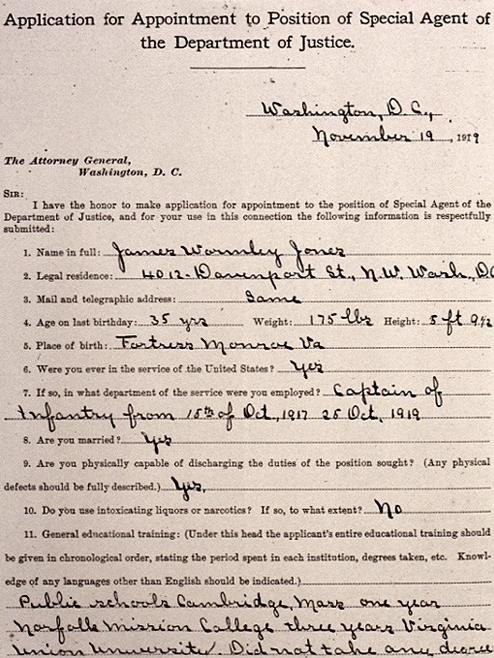 Application for Appointment to Position of Special Agent of
the Department of Justice.
Washington, D.C.,
November 19, 1919
The Attorney General,
Washington, D. C.
SIR:
I have the honor to make application for appointment to the position of Special Agent of the
Department of Justice, and for your use in this connection the following information is respectfully
submitted:
1. Name in full: James Wormley Jones
2. Legal residence: 4012-Davenport St., N.W. Wash., DC
3. Mail and telegraphic address: Same
4. Age on last birthday: 35 yrs Weight: 175 lbs Height: 5 ft 9½
5. Place of birth: Fortress Monroe Va
6. Were you ever in the service of the United States? Yes
7. If so, in what department of the service were you employed? Captain of
Infantry from 15th of Oct, 1917 25 Oct, 1919
8. Are you married? Yes
9. Are you physically capable of discharging the duties of the position sought? (Any physical
defects should be fully described.) Yes,
10. Do you use intoxicating liquors or narcotics? If so, to what extent? No
11. General educational training: (Under this head the applicant's entire educational training should
be given in chronological order, stating the period spent in each institution, degrees taken, etc. Knowl-
edge of any languages other than English should be indicated.)
Public schools Cambridge, Mass one year
Norfolk Mission College three years Virginia
Union University. Did not take any degree